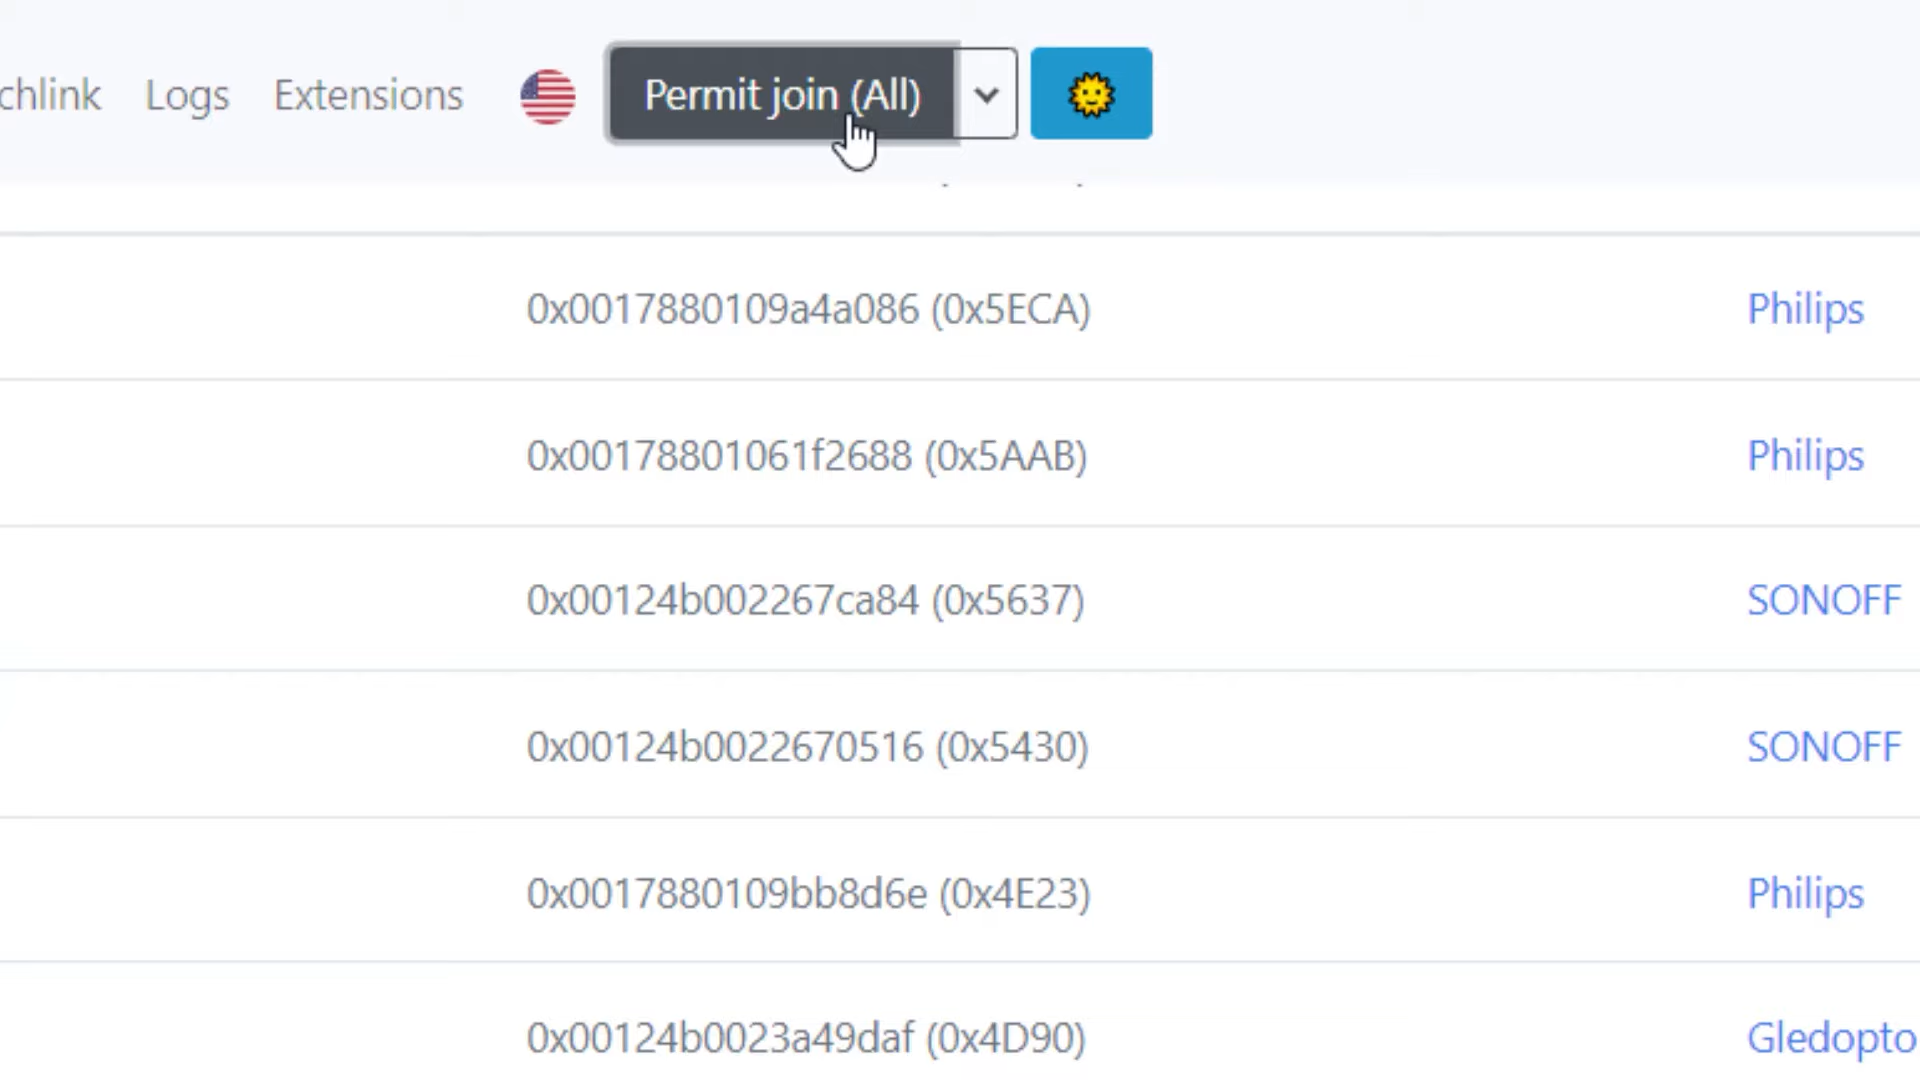 Logs Extensions Permit join (All)
0x0017880109a4a086 (0x5ECA) Philips
0x00178801061f2688 (0x5AAB) Philips
0x00124b002267ca84 (0x5637) SONOFF
0x00124b0022670516 (0x5430) SONOFF
0x0017880109bb8d6e (0x4E23) Philips
0x00124b0023a49daf (0x4D90) Gledopto